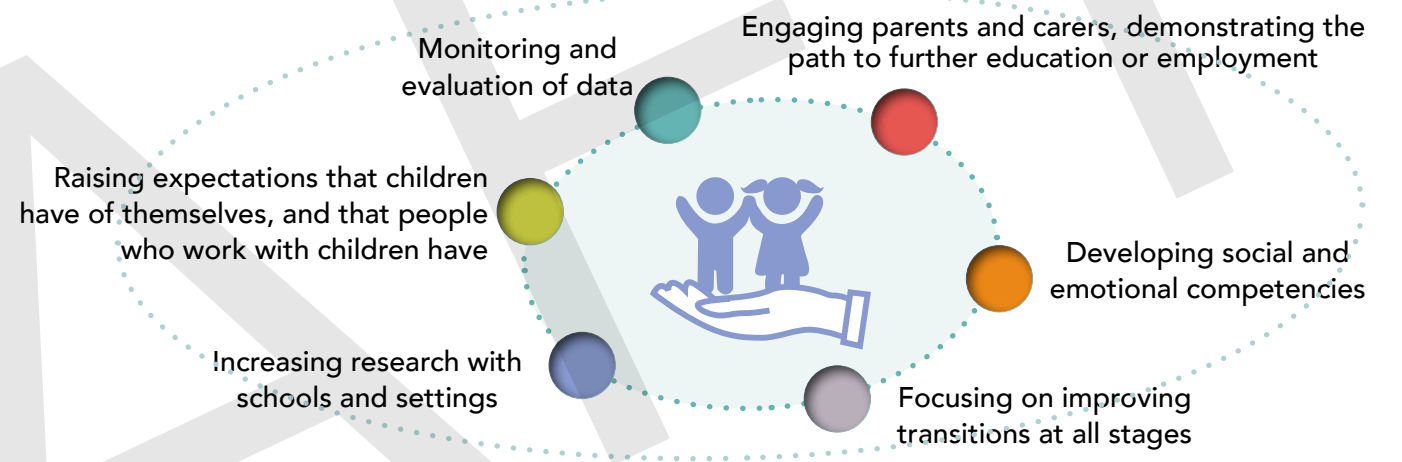 Monitoring and
evaluation of data
Engaging parents and carers, demonstrating the
path to further education or employment
Raising expectations that children
have of themselves, and that people
who work with children have
Developing social and
emotional competencies
Increasing research with
schools and settings
Focusing on improving
transitions at all stages